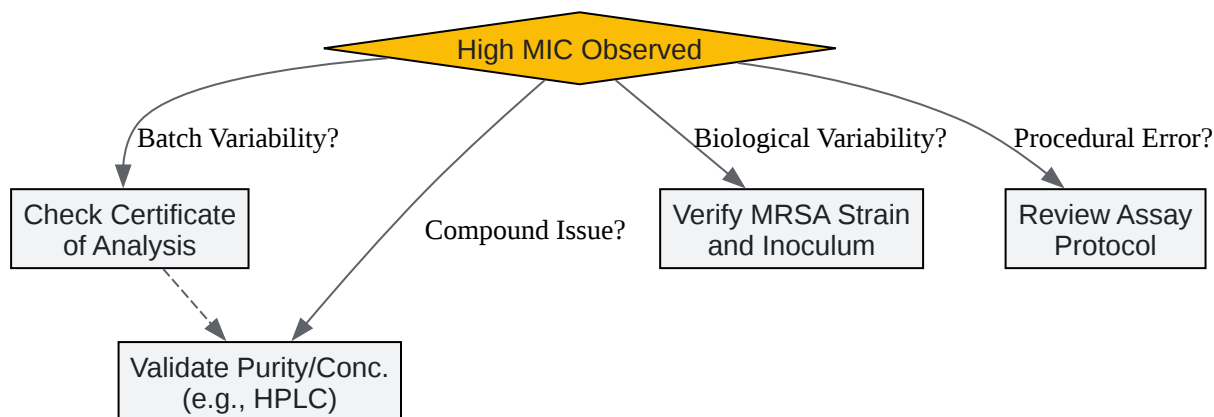 High MIC Observed
Batch Variability?
Biological Variability?
Procedural Error?
Check Certificate
of Analysis
Compound Issue?
Verify MRSA Strain
and Inoculum
Review Assay
Protocol
Validate Purity/Conc.
(e.g., HPLC)